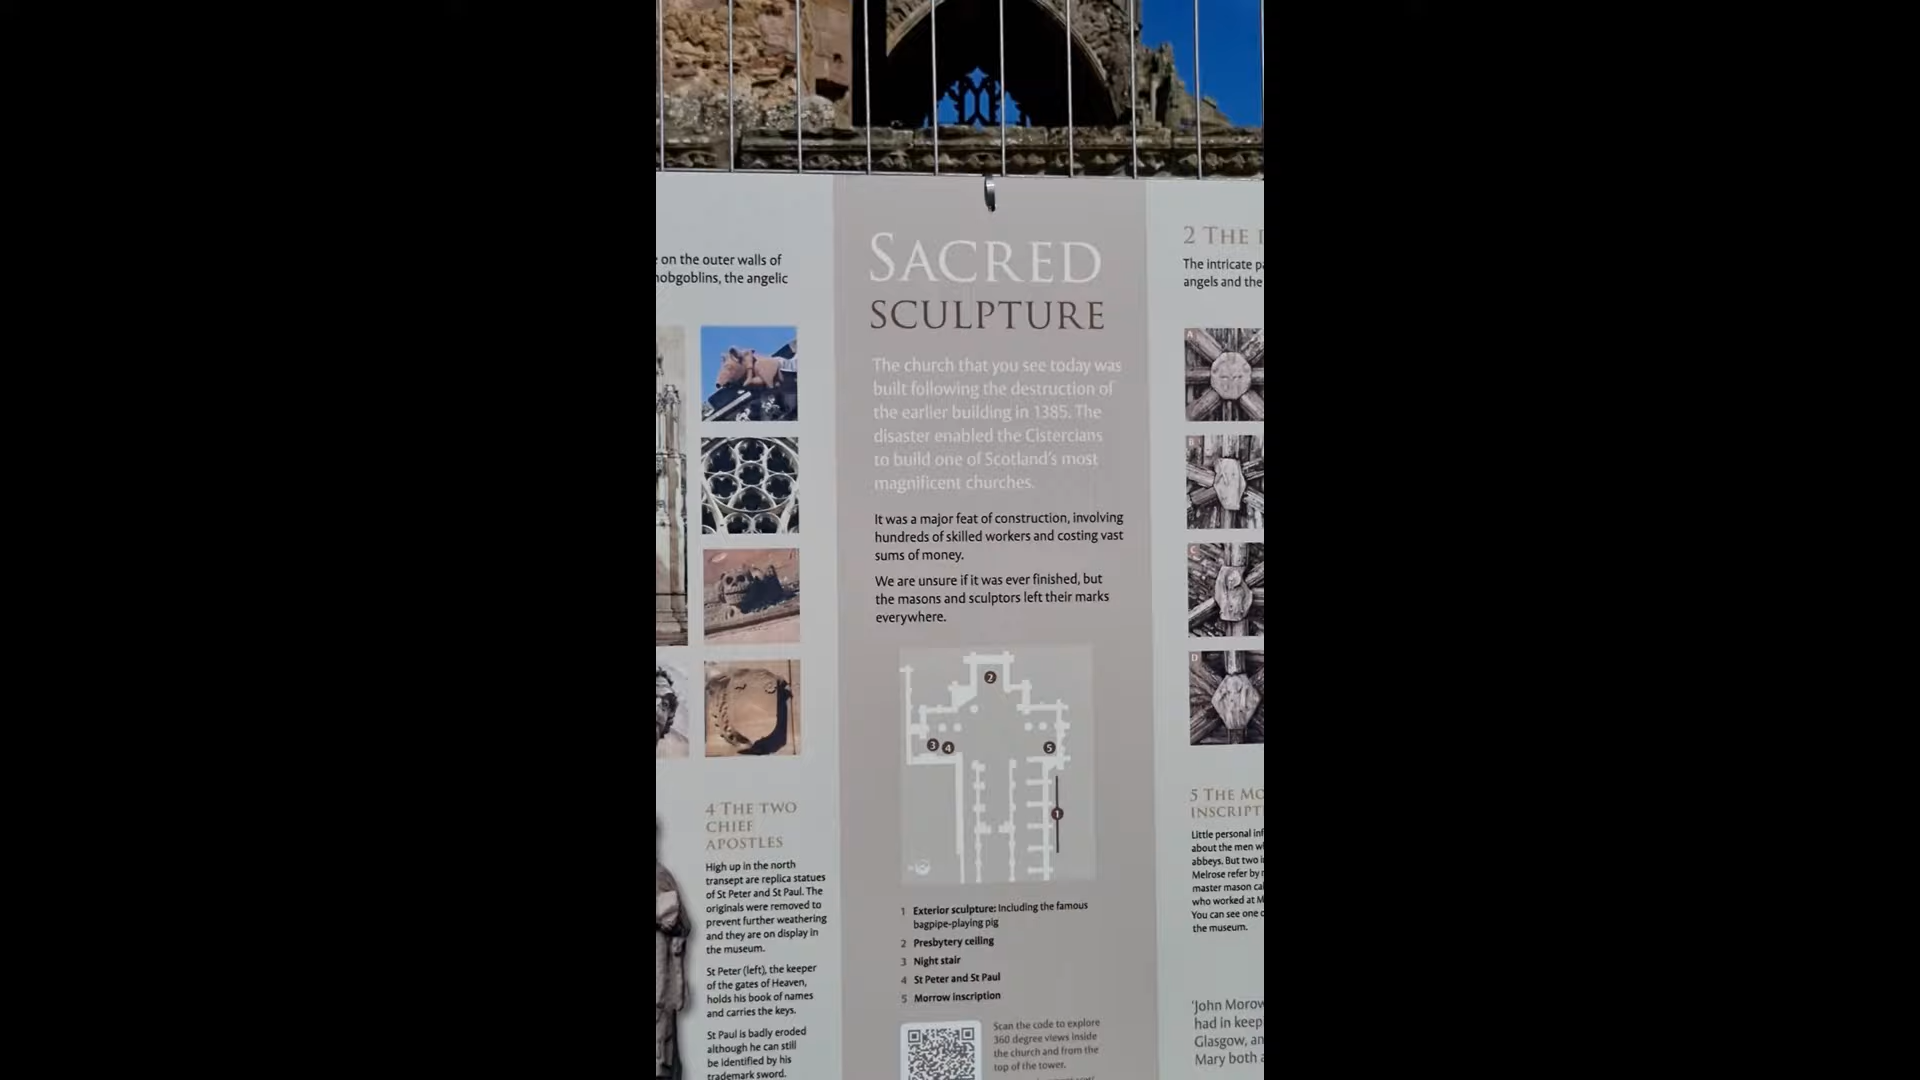 on the outer walls of
hobgoblins, the angelic
4 THE TWO
CHIEF
APOSTLES
High up in the north
transept are replica statues
of St Peter and St Paul. The
originals were removed to
prevent further weathering
and they are on display in
the museum.
St Peter (left), the keeper
of the gates of Heaven,
holds his book of names
and carries the keys.
St Paul is badly eroded
although he can still
be identified by his
trademark sword.
SACRED
SCULPTURE
The church that you see today was
built following the destruction of
the earlier building in 1385. The
disaster enabled the Cistercians
to build one of Scotland's most
magnificent churches.
It was a major feat of construction, involving
hundreds of skilled workers and costing vast
sums of money.
We are unsure if it was ever finished, but
the masons and sculptors left their marks
everywhere.
2
3 4 5
1
1 Exterior sculpture: Including the famous
bagpipe-playing pig
2 Presbytery ceiling
3 Night stair
4 St Peter and St Paul
5 Morrow inscription
Scan the code to explore
360 degree views inside
the church and from the
top of the tower.
2 THE
The intricate
angels and the
A
B
C
D
5 THE MO
INSCRIPT
Little personal inf
about the men w
abbeys. But two
Melrose refer by
master mason ca
who worked at M
You can see one
the museum.
'John Morow
had in keep
Glasgow, an
Mary both